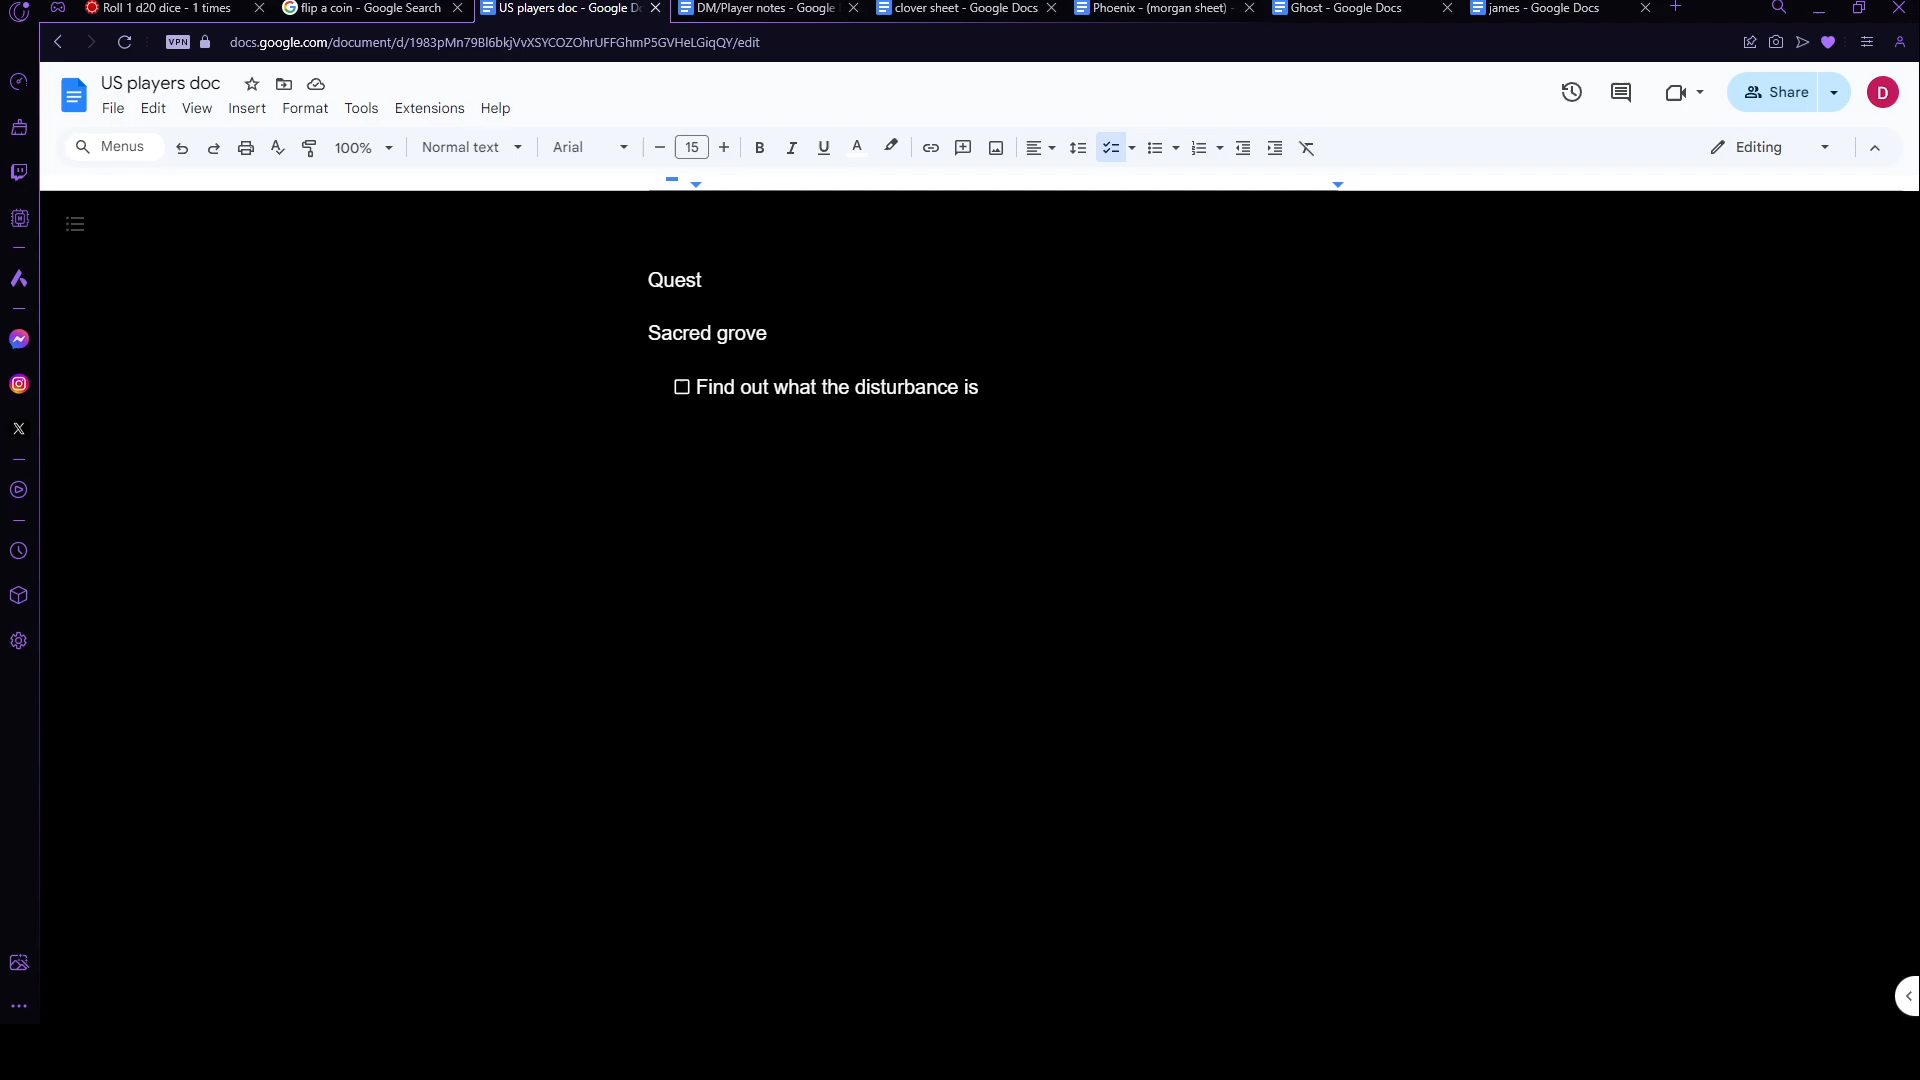 Roll 1 d20 dice - 1 times
flip a coin - Google Search
US players doc - Google D
DM/Player notes - Google
clover sheet - Google Docs
Phoenix - (morgan sheet) -
Ghost - Google Docs
james - Google Docs
VPN
docs.google.com/document/d/1983pMn79Bl6bkjVvXSYCOZOhrUFFGhmP5GVHeLGiqQY/edit
US players doc
File Edit View Insert Format Tools Extensions Help
Share
D
Menus
100%
Normal text
Arial
15
B I U A
Editing
Quest
Sacred grove
Find out what the disturbance is